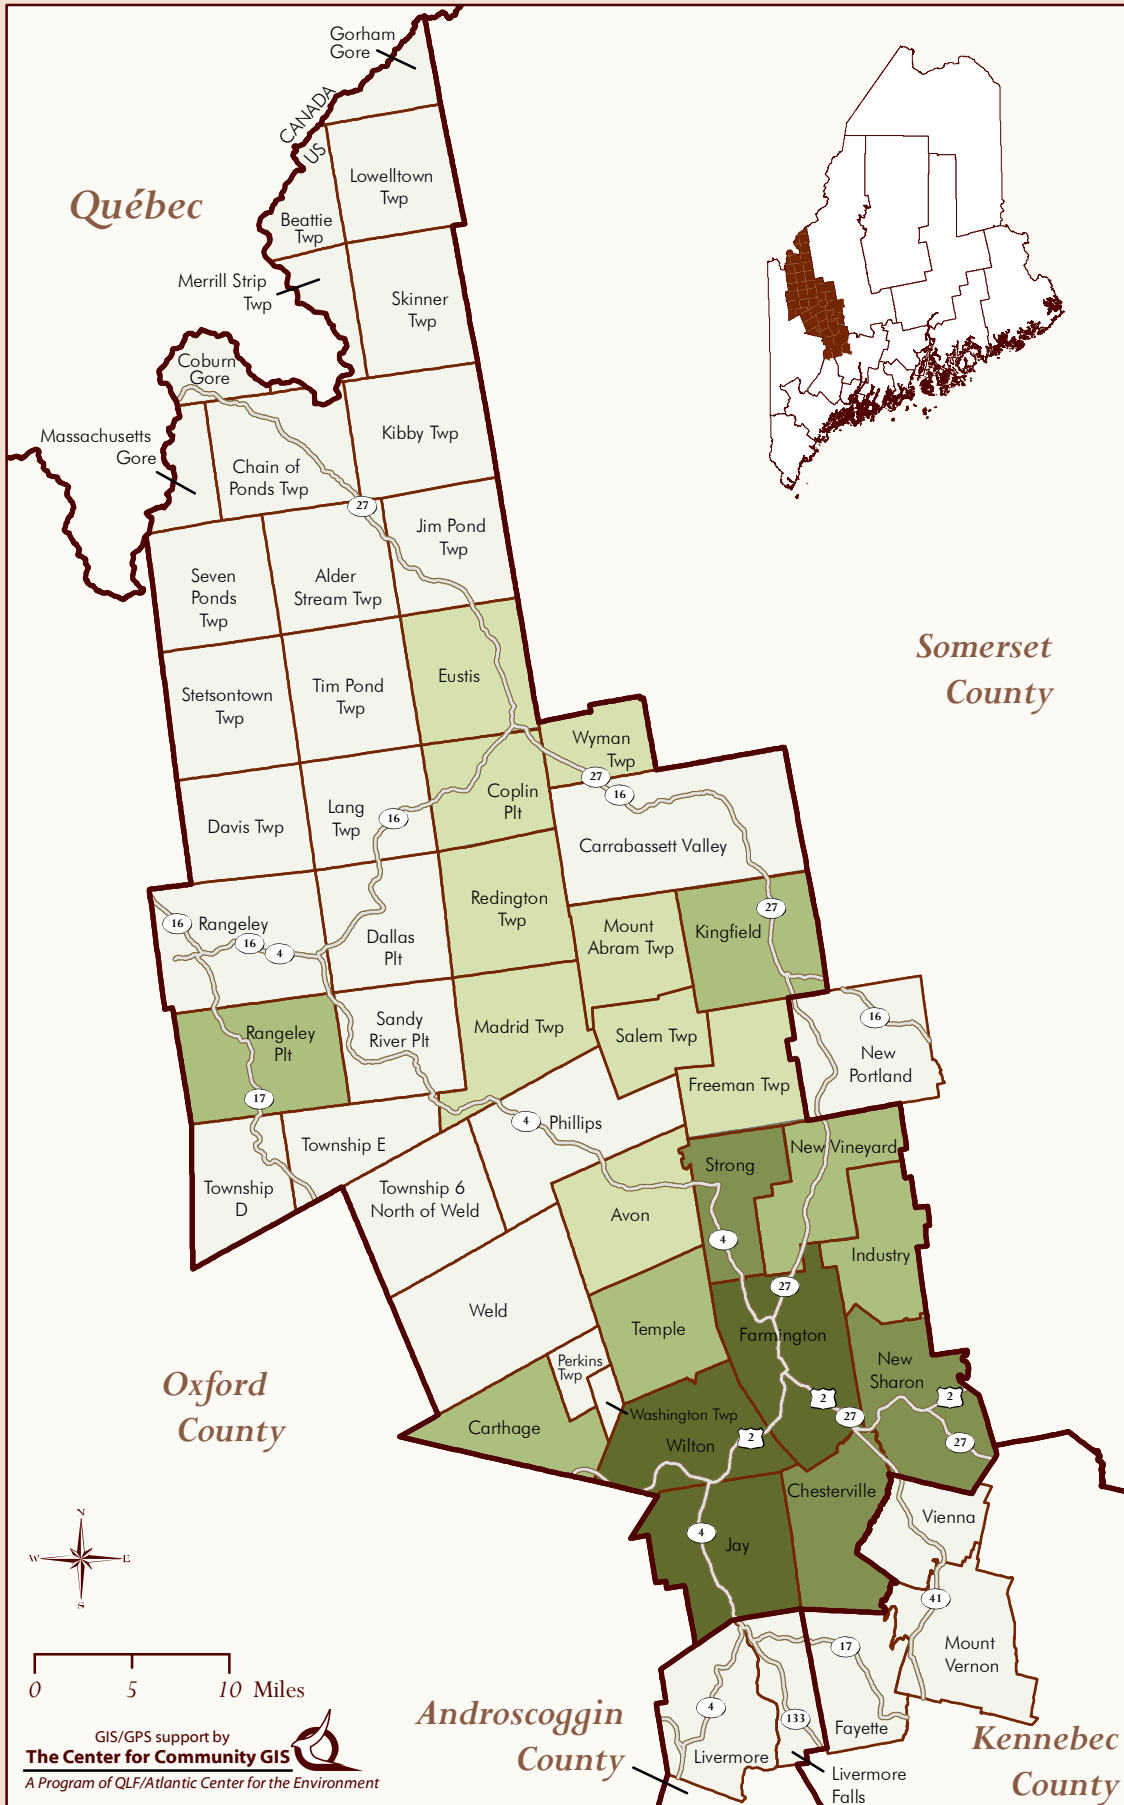 Gorham
Gore
CANADA
US
Lowelltown
Twp
Québec
Beattie
Twp
Merrill Strip
Twp
Skinner
Twp
Coburn
Gore
Massachusetts
Gore
Kibby Twp
Chain of
Ponds Twp
27
Jim Pond
Twp
Seven
Ponds
Twp
Alder
Stream Twp
Somerset
County
Eustis
Stetsontown
Twp
Tim Pond
Twp
Wyman
Twp
27
16
Coplin
Plt
Lang
Twp
16
Davis Twp
Carrabassett Valley
Redington
Twp
27
16
Rangeley
16
4
Dallas
Plt
Mount
Abram Twp
Kingfield
Rangeley
Plt
Sandy
River Plt
Madrid Twp
Salem Twp
16
New
Portland
Freeman Twp
17
4
Phillips
Township E
Strong
New Vineyard
Township
D
Township 6
North of Weld
Avon
4
Industry
27
Weld
Temple
Farmington
Perkins
Twp
New
Sharon
Oxford
County
2
2
27
Washington Twp
Carthage
Wilton
2
27
Chesterville
Vienna
N
W
E
S
4
Jay
41
Mount
Vernon
17
0
5
10 Miles
4
133
Androscoggin
County
Fayette
Kennebec
County
Livermore
Livermore
Falls
GIS/GPS support by
The Center for Community GIS
A Program of QLF/Atlantic Center for the Environment